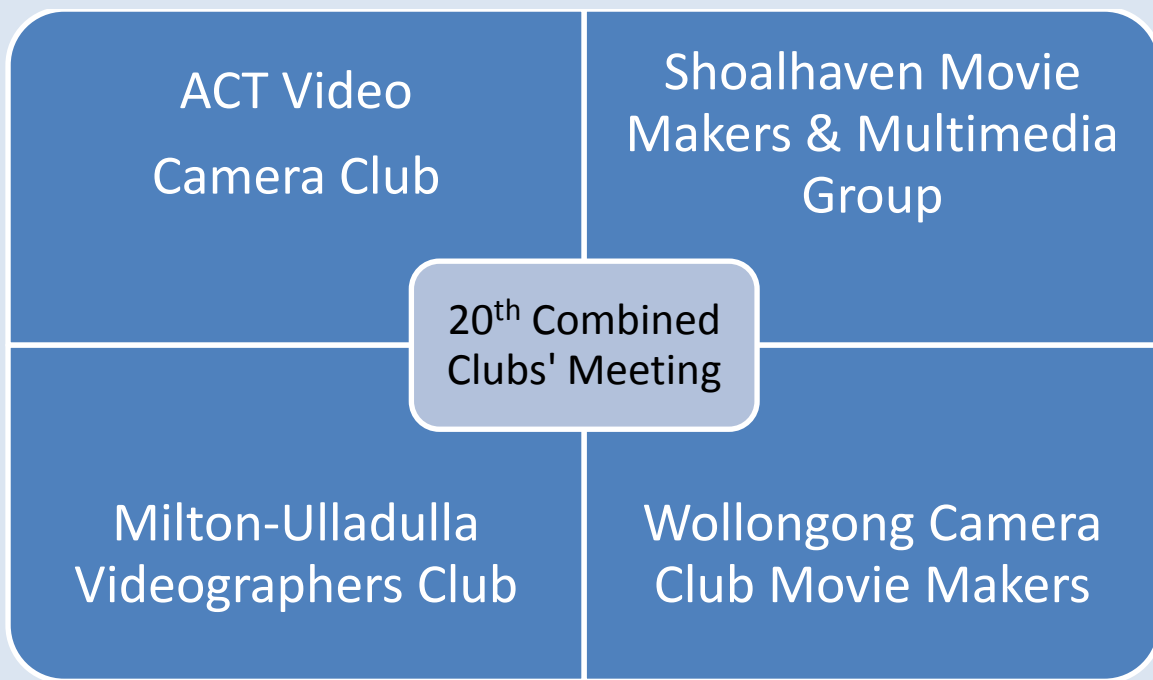 ACT Video
Camera Club
Shoalhaven Movie
Makers & Multimedia
Group
20th Combined
Clubs' Meeting
Milton-Ulladulla
Videographers Club
Wollongong Camera
Club Movie Makers